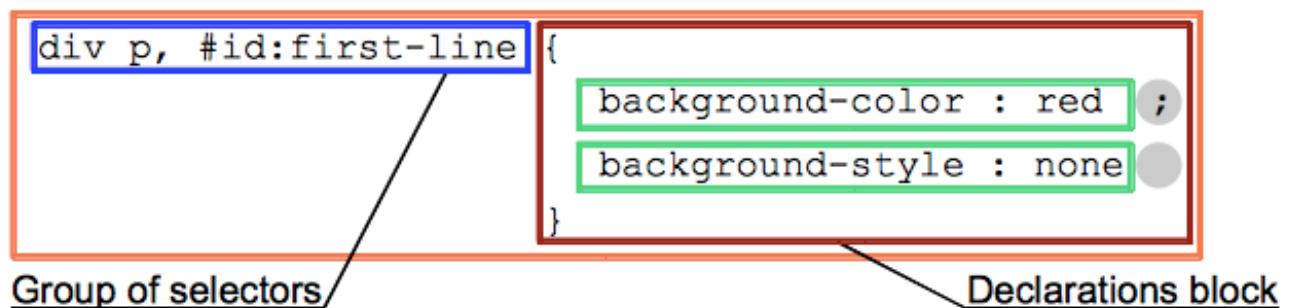 div p, #id:first-line {
background-color : red ;
background-style : none
}
Group of selectors
Declarations block